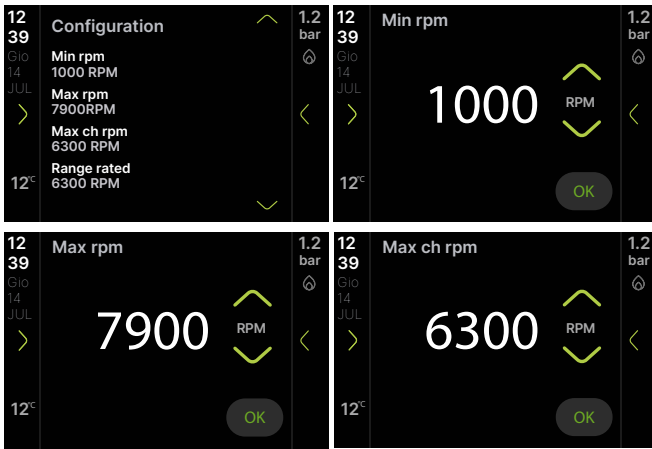 12
39
Gio
14
JUL
12°C
Configuration
Min rpm
1000 RPM
Max rpm
7900RPM
Max ch rpm
6300 RPM
Range rated
6300 RPM
1.2
bar
12
39
Gio
14
JUL
12°C
Min rpm
1000 RPM
OK
1.2
bar
12
39
Gio
14
JUL
12°C
Max rpm
7900 RPM
OK
1.2
bar
12
39
Gio
14
JUL
12°C
Max ch rpm
6300 RPM
OK
1.2
bar